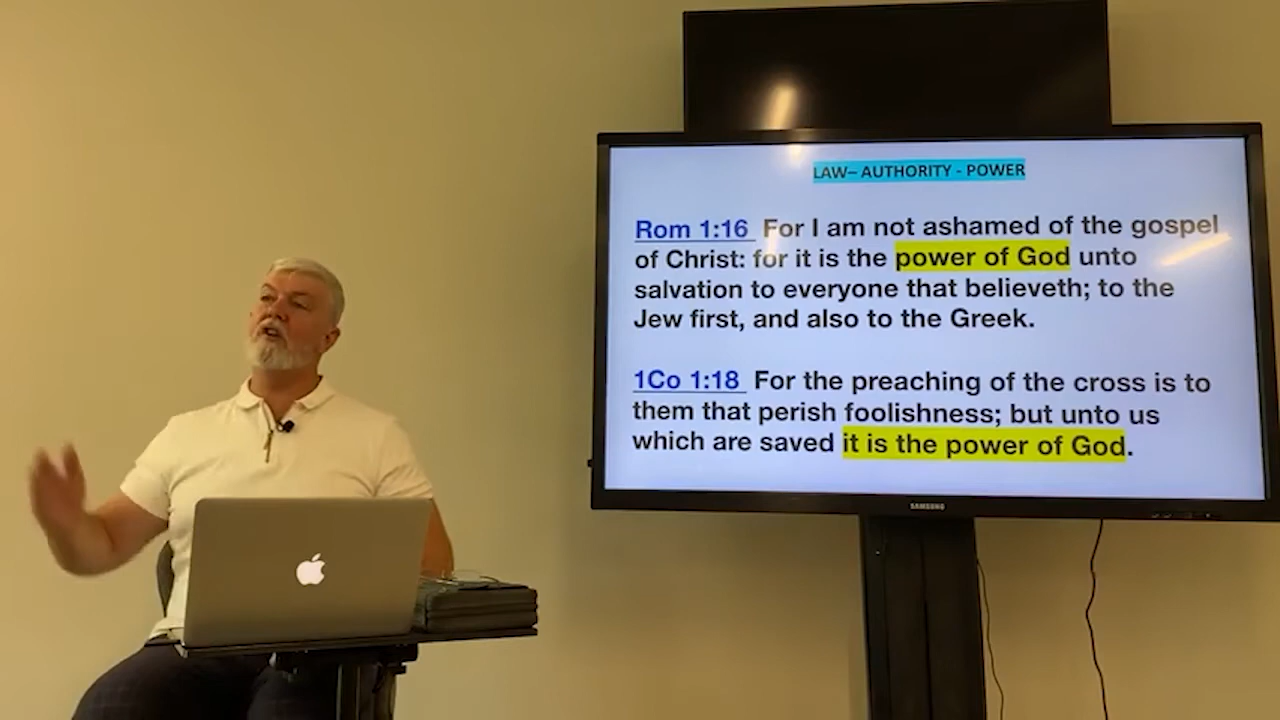 LAW– AUTHORITY - POWER
Rom 1:16 For I am not ashamed of the gospel
of Christ: for it is the power of God unto
salvation to everyone that believeth; to the
Jew first, and also to the Greek.
1Co 1:18 For the preaching of the cross is to
them that perish foolishness; but unto us
which are saved it is the power of God.
SAMSUNG